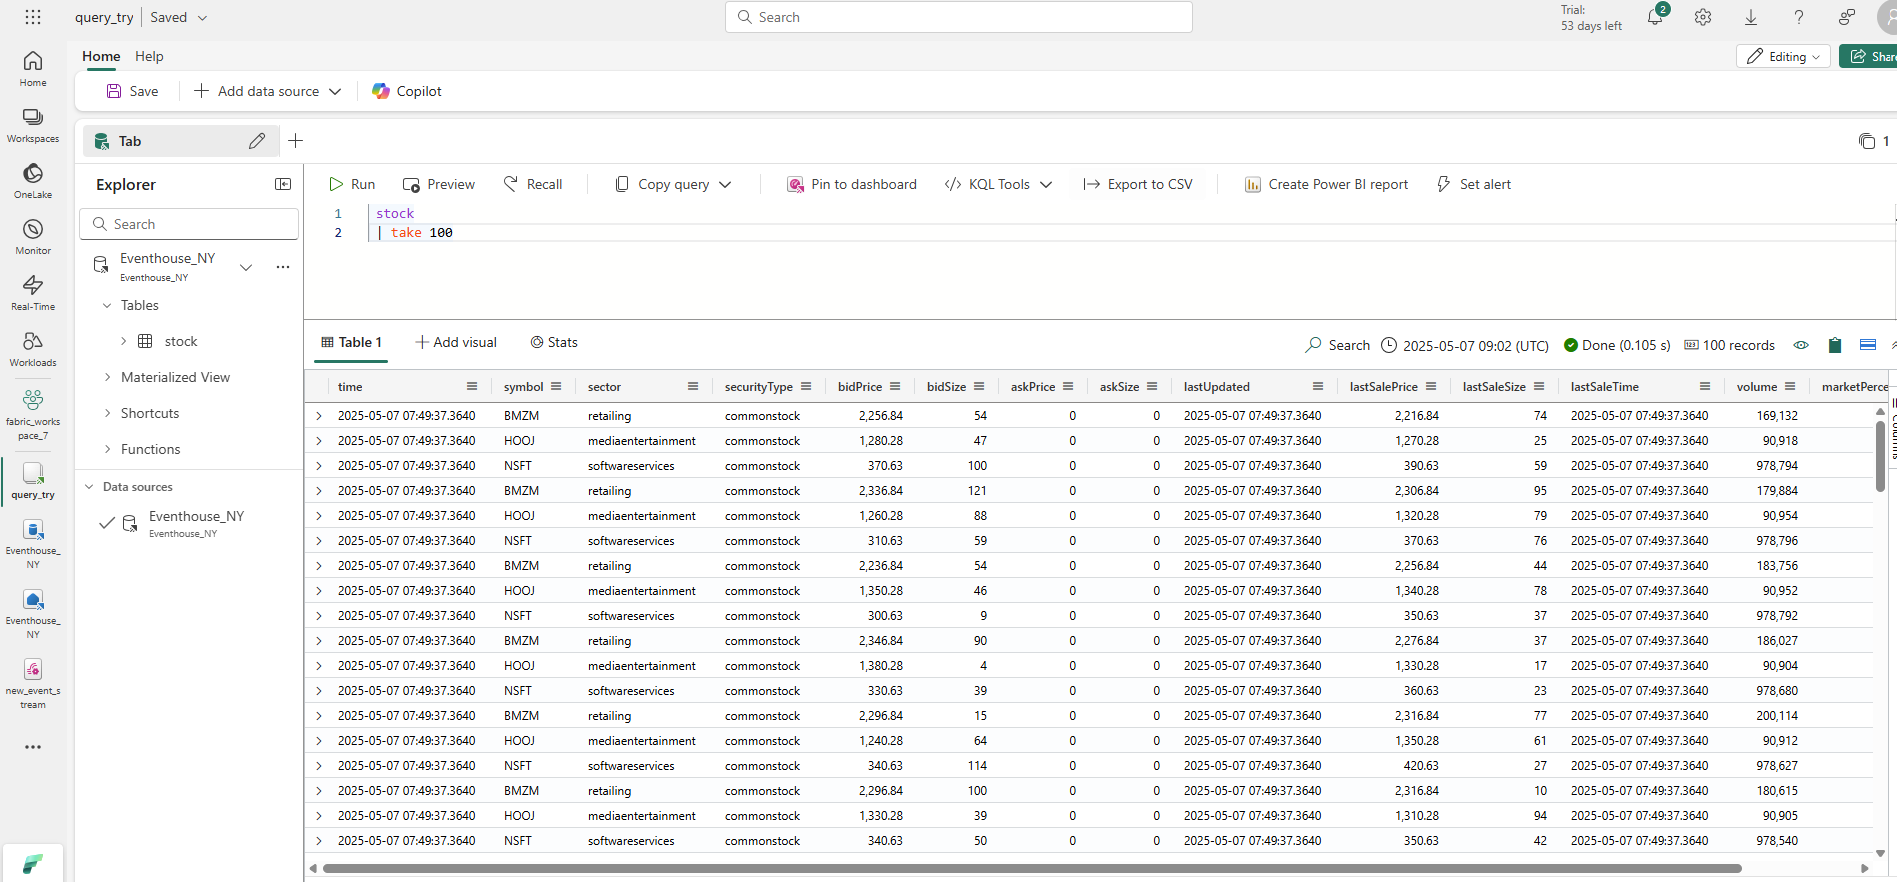 query_try Saved
Search
Trial:
53 days left
2
Home Help
Editing
Share
Save
Add data source
Copilot
Home
Workspaces
OneLake
Monitor
Real-Time
Workloads
fabric_works
pace_7
query_try
Eventhouse_
NY
Eventhouse_
NY
new_event_s
tream
Tab
1
Explorer
Search
Eventhouse_NY
Eventhouse_NY
Tables
stock
Materialized View
Shortcuts
Functions
Data sources
Eventhouse_NY
Eventhouse_NY
Run Preview Recall Copy query Pin to dashboard KQL Tools Export to CSV Create Power BI report Set alert
1 stock
2 | take 100
Table 1 Add visual Stats
Search 2025-05-07 09:02 (UTC) Done (0.105 s) 100 records
time symbol sector securityType bidPrice bidSize askPrice askSize lastUpdated lastSalePrice lastSaleSize lastSaleTime volume marketPerce
2025-05-07 07:49:37.3640 BMZM retailing commonstock 2,256.84 54 0 0 2025-05-07 07:49:37.3640 2,216.84 74 2025-05-07 07:49:37.3640 169,132
2025-05-07 07:49:37.3640 HOOJ mediaentertainment commonstock 1,280.28 47 0 0 2025-05-07 07:49:37.3640 1,270.28 25 2025-05-07 07:49:37.3640 90,918
2025-05-07 07:49:37.3640 NSFT softwareservices commonstock 370.63 100 0 0 2025-05-07 07:49:37.3640 390.63 59 2025-05-07 07:49:37.3640 978,794
2025-05-07 07:49:37.3640 BMZM retailing commonstock 2,336.84 121 0 0 2025-05-07 07:49:37.3640 2,306.84 95 2025-05-07 07:49:37.3640 179,884
2025-05-07 07:49:37.3640 HOOJ mediaentertainment commonstock 1,260.28 88 0 0 2025-05-07 07:49:37.3640 1,320.28 79 2025-05-07 07:49:37.3640 90,954
2025-05-07 07:49:37.3640 NSFT softwareservices commonstock 310.63 59 0 0 2025-05-07 07:49:37.3640 370.63 76 2025-05-07 07:49:37.3640 978,796
2025-05-07 07:49:37.3640 BMZM retailing commonstock 2,236.84 54 0 0 2025-05-07 07:49:37.3640 2,256.84 44 2025-05-07 07:49:37.3640 183,756
2025-05-07 07:49:37.3640 HOOJ mediaentertainment commonstock 1,350.28 46 0 0 2025-05-07 07:49:37.3640 1,340.28 78 2025-05-07 07:49:37.3640 90,952
2025-05-07 07:49:37.3640 NSFT softwareservices commonstock 300.63 9 0 0 2025-05-07 07:49:37.3640 350.63 37 2025-05-07 07:49:37.3640 978,792
2025-05-07 07:49:37.3640 BMZM retailing commonstock 2,346.84 90 0 0 2025-05-07 07:49:37.3640 2,276.84 37 2025-05-07 07:49:37.3640 186,027
2025-05-07 07:49:37.3640 HOOJ mediaentertainment commonstock 1,380.28 4 0 0 2025-05-07 07:49:37.3640 1,330.28 17 2025-05-07 07:49:37.3640 90,904
2025-05-07 07:49:37.3640 NSFT softwareservices commonstock 330.63 39 0 0 2025-05-07 07:49:37.3640 360.63 23 2025-05-07 07:49:37.3640 978,680
2025-05-07 07:49:37.3640 BMZM retailing commonstock 2,296.84 15 0 0 2025-05-07 07:49:37.3640 2,316.84 77 2025-05-07 07:49:37.3640 200,114
2025-05-07 07:49:37.3640 HOOJ mediaentertainment commonstock 1,240.28 64 0 0 2025-05-07 07:49:37.3640 1,350.28 61 2025-05-07 07:49:37.3640 90,912
2025-05-07 07:49:37.3640 NSFT softwareservices commonstock 340.63 114 0 0 2025-05-07 07:49:37.3640 420.63 27 2025-05-07 07:49:37.3640 978,627
2025-05-07 07:49:37.3640 BMZM retailing commonstock 2,296.84 100 0 0 2025-05-07 07:49:37.3640 2,316.84 10 2025-05-07 07:49:37.3640 180,615
2025-05-07 07:49:37.3640 HOOJ mediaentertainment commonstock 1,330.28 39 0 0 2025-05-07 07:49:37.3640 1,310.28 94 2025-05-07 07:49:37.3640 90,905
2025-05-07 07:49:37.3640 NSFT softwareservices commonstock 340.63 50 0 0 2025-05-07 07:49:37.3640 350.63 42 2025-05-07 07:49:37.3640 978,540